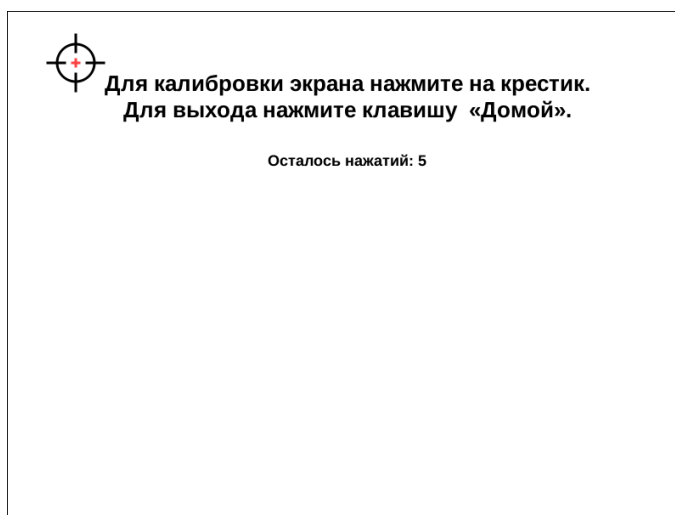 Для калибровки экрана нажмите на крестик.
Для выхода нажмите клавишу «Домой».
Осталось нажатий: 5